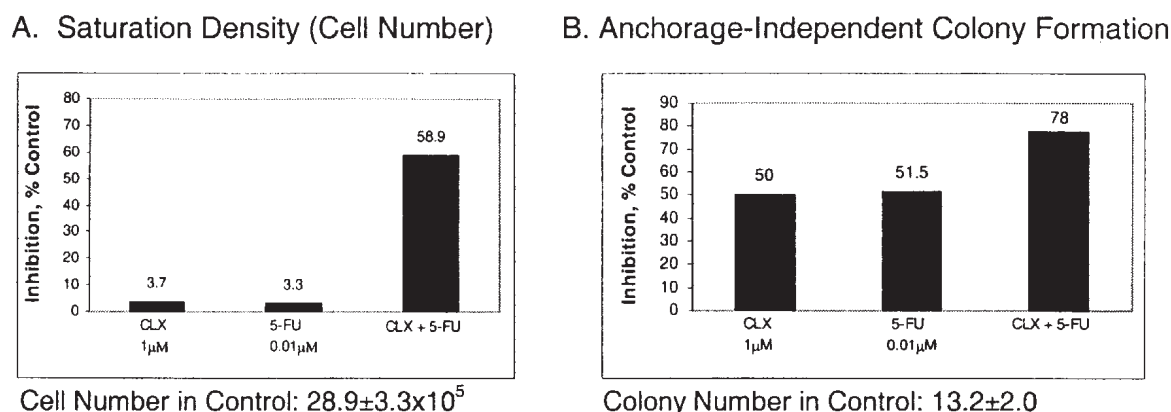 A. Saturation Density (Cell Number)
Inhibition, % Control
80
70
60
50
40
30
20
10
0
3.7
3.3
58.9
CLX
1µM
5-FU
0.01µM
CLX + 5-FU
Cell Number in Control: 28.9±3.3x10⁵
B. Anchorage-Independent Colony Formation
Inhibition, % Control
90
80
70
60
50
40
30
20
10
0
50
51.5
78
CLX
1µM
5-FU
0.01µM
CLX + 5-FU
Colony Number in Control: 13.2±2.0